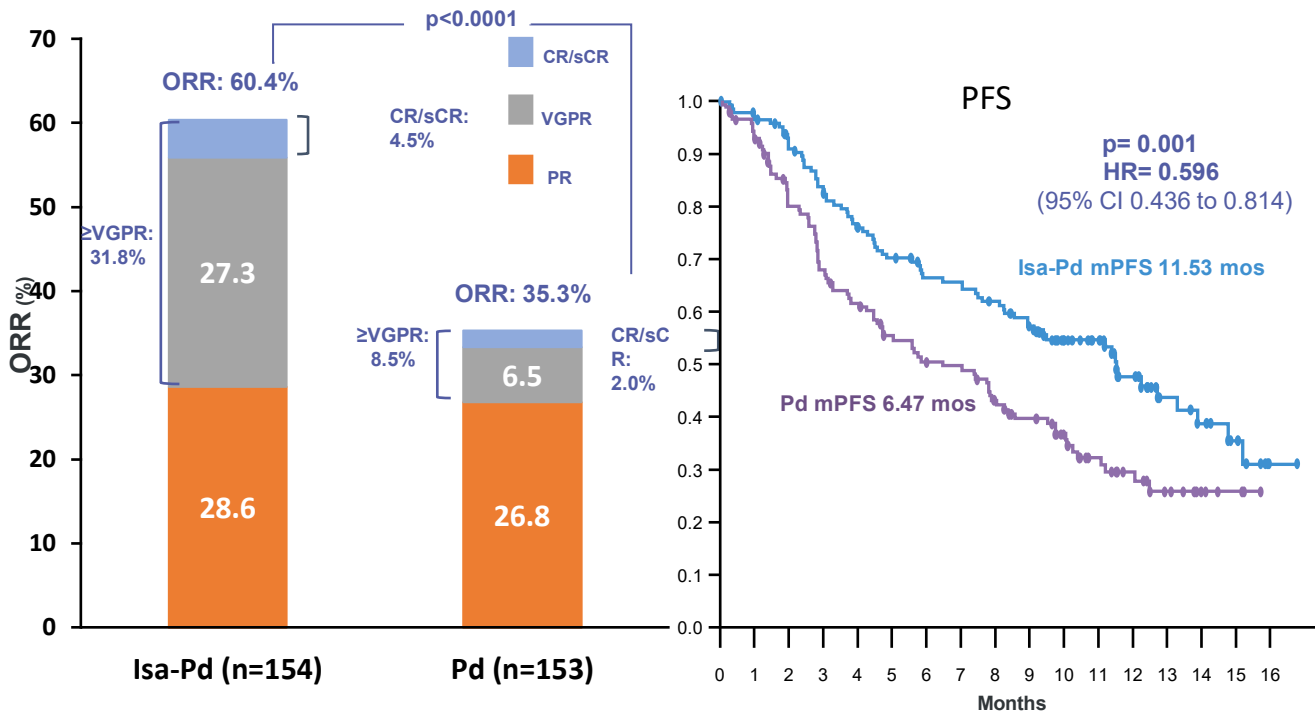 p<0.0001
70
60
50
40
30
20
10
0
ORR (%)
CR/sCR
VGPR
PR
ORR: 60.4%
CR/sCR:
4.5%
≥VGPR:
31.8%
27.3
28.6
ORR: 35.3%
≥VGPR:
8.5%
CR/sC
R:
2.0%
6.5
26.8
Isa-Pd (n=154)
Pd (n=153)
PFS
1.0
0.9
0.8
0.7
0.6
0.5
0.4
0.3
0.2
0.1
0.0
p= 0.001
HR= 0.596
(95% CI 0.436 to 0.814)
Isa-Pd mPFS 11.53 mos
Pd mPFS 6.47 mos
0 1 2 3 4 5 6 7 8 9 10 11 12 13 14 15 16
Months